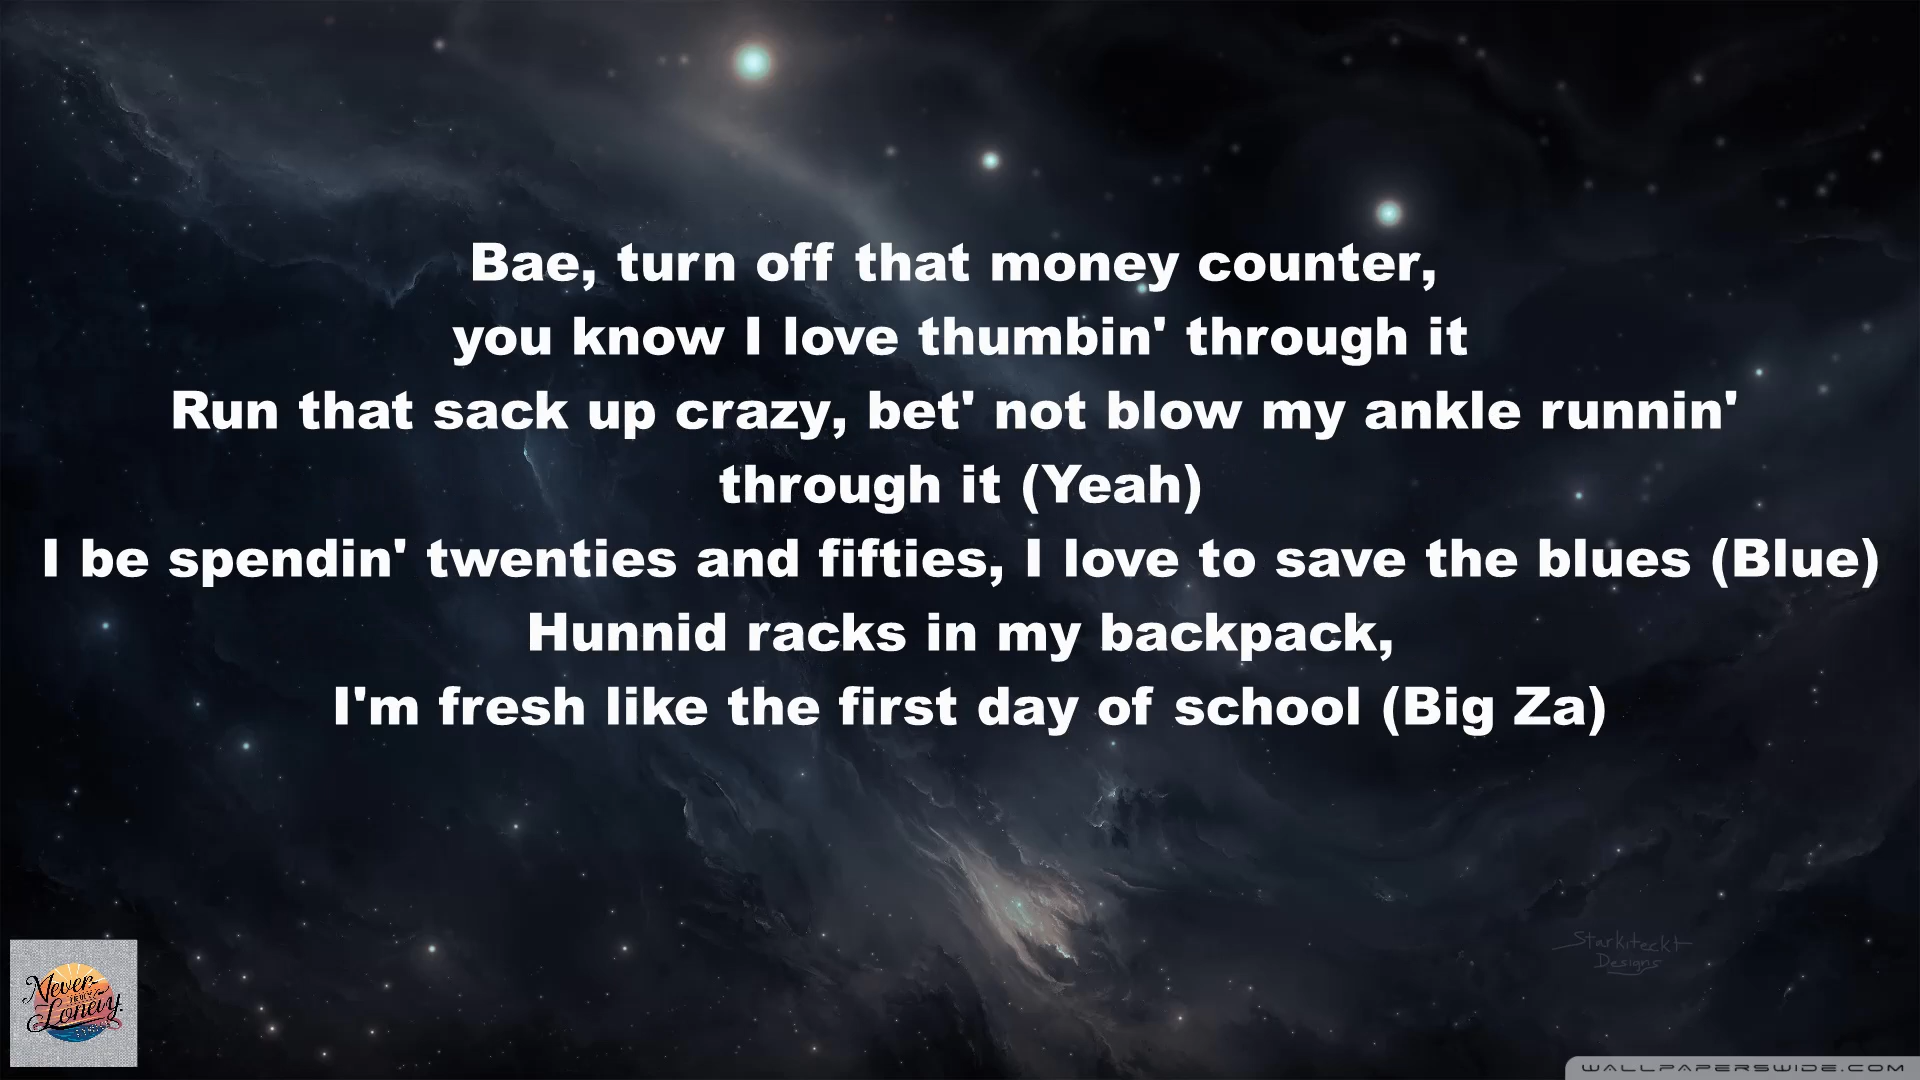 Bae, turn off that money counter,
you know I love thumbin' through it
Run that sack up crazy, bet' not blow my ankle runnin'
through it (Yeah)
I be spendin' twenties and fifties, I love to save the blues (Blue)
Hunnid racks in my backpack,
I'm fresh like the first day of school (Big Za)
Starkiteckt
Designs
Never
Lonely.
WALLPAPERSWIDE.COM